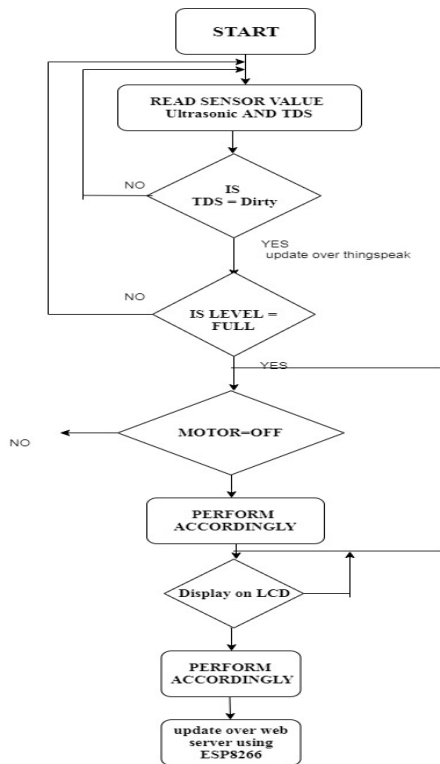 START
READ SENSOR VALUE
Ultrasonic AND TDS
NO
IS
TDS = Dirty
YES
update over thingspeak
NO
IS LEVEL =
FULL
YES
MOTOR=OFF
NO
PERFORM
ACCORDINGLY
Display on LCD
PERFORM
ACCORDINGLY
update over web
server using
ESP8266